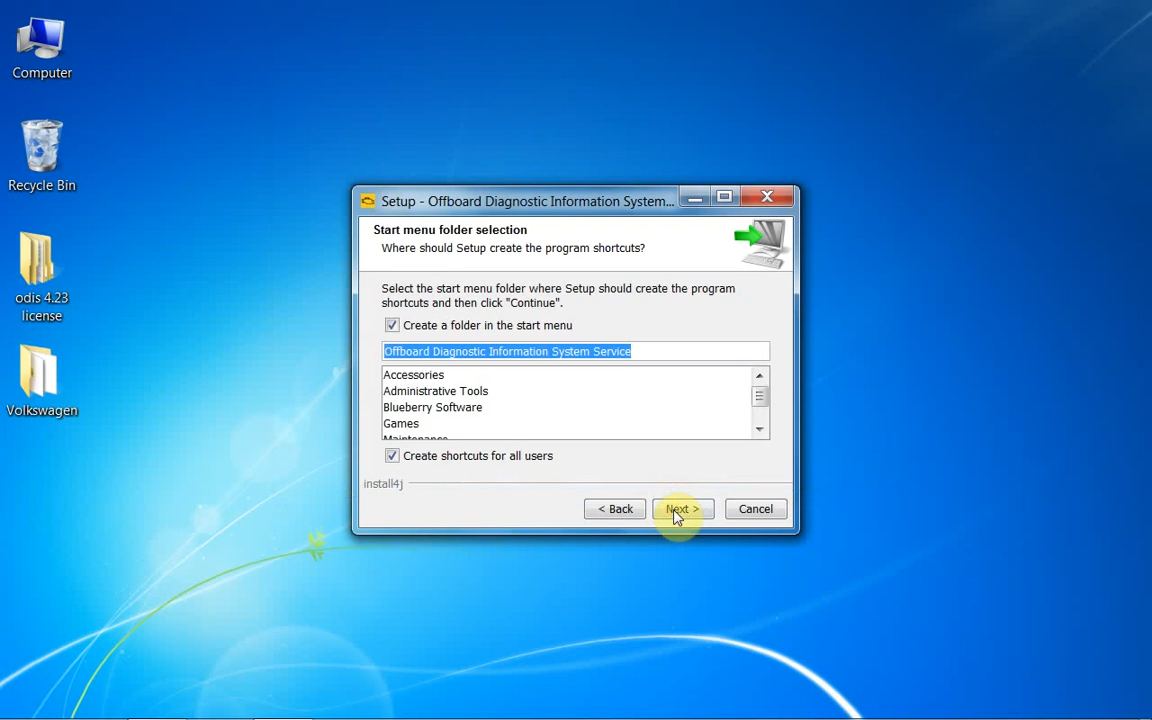 Computer
Recycle Bin
odis 4.23
license
Volkswagen
Setup - Offboard Diagnostic Information System...
Start menu folder selection
Where should Setup create the program shortcuts?
Select the start menu folder where Setup should create the program
shortcuts and then click "Continue".
Create a folder in the start menu
Offboard Diagnostic Information System Service
Accessories
Administrative Tools
Blueberry Software
Games
Maintenance
Create shortcuts for all users
install4j
< Back
Next >
Cancel